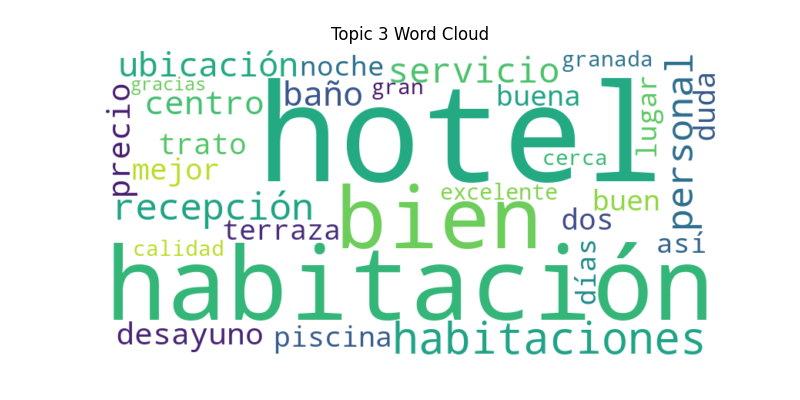 Topic 3 Word Cloud
ubicación
noche
servicio
granada
gracias
centro
baño
gran
buena
precio
hotel
lugar
personal
duda
trato
mejor
cerca
recepción
bien
excelente
buen
terraza
dos
calidad
días
así
habitación
desayuno
piscina
habitaciones